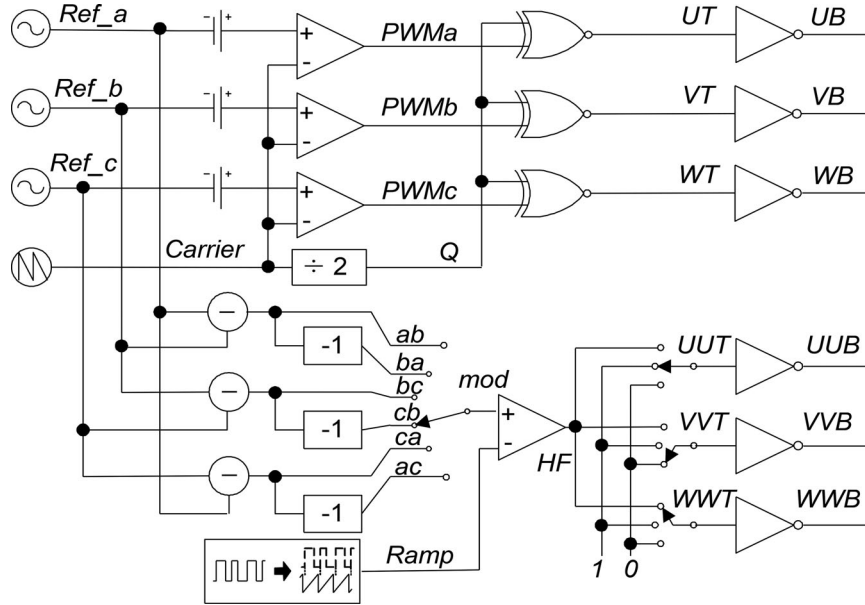 Ref_a - + + - PWMa UT UB
Ref_b - + + - PWMb VT VB
Ref_c - + + - PWMc WT WB
Carrier ÷ 2 Q
− ab
-1 ba
− bc mod
-1 cb + - HF
− ca
-1 ac
Ramp
UUT UUB
VVT VVB
WWT WWB
1 0